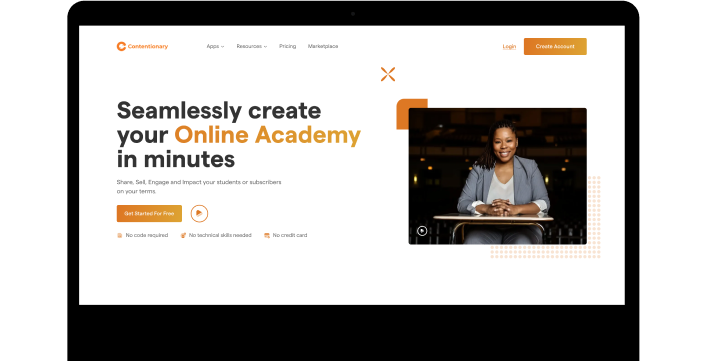 Contentionary
Apps
Resources
Pricing
Marketplace
Login
Create Account
Seamlessly create
your Online Academy
in minutes
Share, Sell, Engage and Impact your students or subscribers
on your terms.
Get Started For Free
No code required
No technical skills needed
No credit card